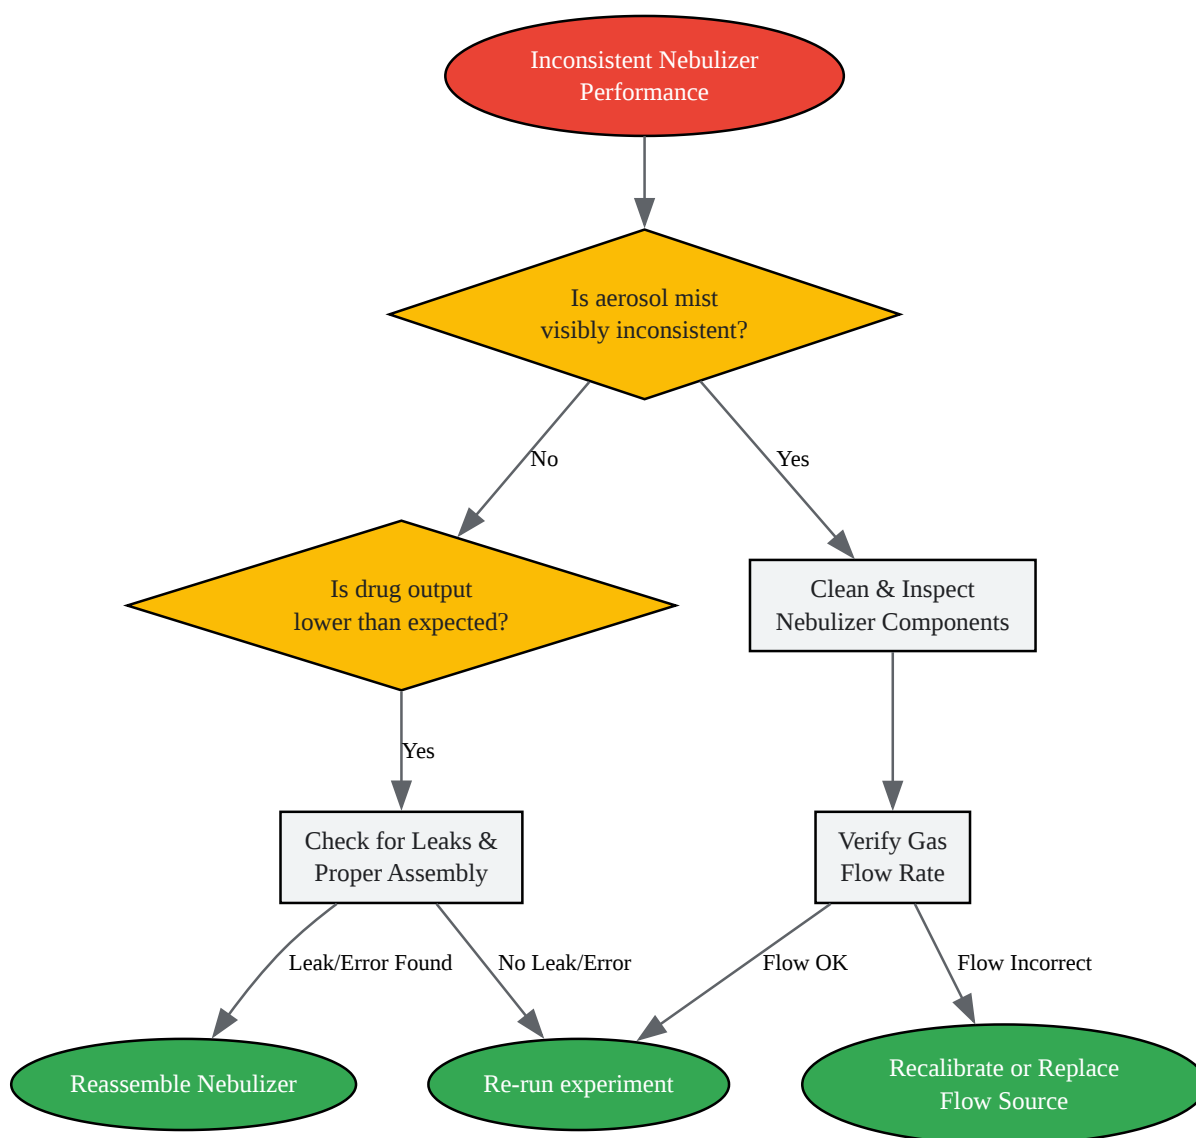 Inconsistent Nebulizer
Performance
Is aerosol mist
visibly inconsistent?
No
Yes
Is drug output
lower than expected?
Clean & Inspect
Nebulizer Components
Yes
Check for Leaks &
Proper Assembly
Verify Gas
Flow Rate
Leak/Error Found
No Leak/Error
Flow OK
Flow Incorrect
Reassemble Nebulizer
Re-run experiment
Recalibrate or Replace
Flow Source